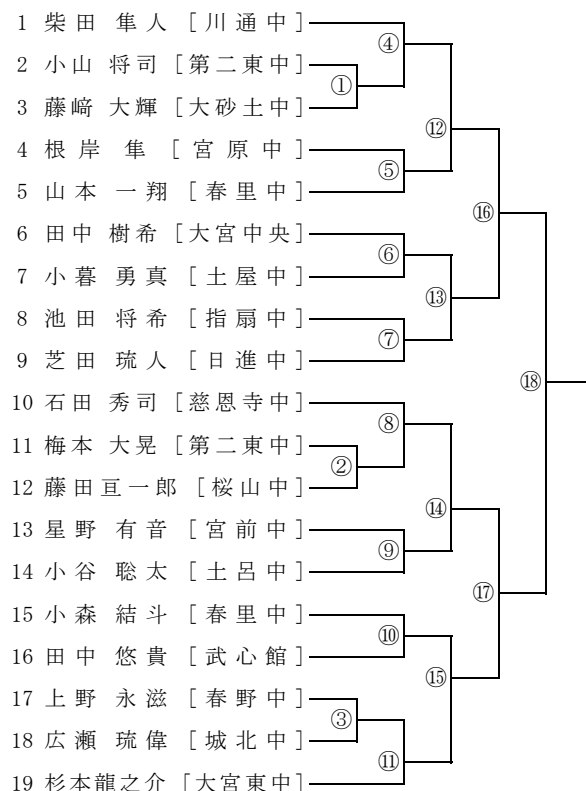 1 柴田 隼人 [川通中]
④
2 小山 将司 [第二東中]
①
3 藤﨑 大輝 [大砂土中]
⑫
4 根岸 隼 [宮原中]
⑤
5 山本 一翔 [春里中]
⑯
6 田中 樹希 [大宮中央]
⑥
7 小暮 勇真 [土屋中]
⑬
8 池田 将希 [指扇中]
⑦
9 芝田 琉人 [日進中]
⑱
10 石田 秀司 [慈恩寺中]
⑧
11 梅本 大晃 [第二東中]
②
12 藤田亘一郎 [桜山中]
⑭
13 星野 有音 [宮前中]
⑨
14 小谷 聡太 [土呂中]
⑰
15 小森 結斗 [春里中]
⑩
16 田中 悠貴 [武心館]
⑮
17 上野 永滋 [春野中]
③
18 広瀬 琉偉 [城北中]
⑪
19 杉本龍之介 [大宮東中]